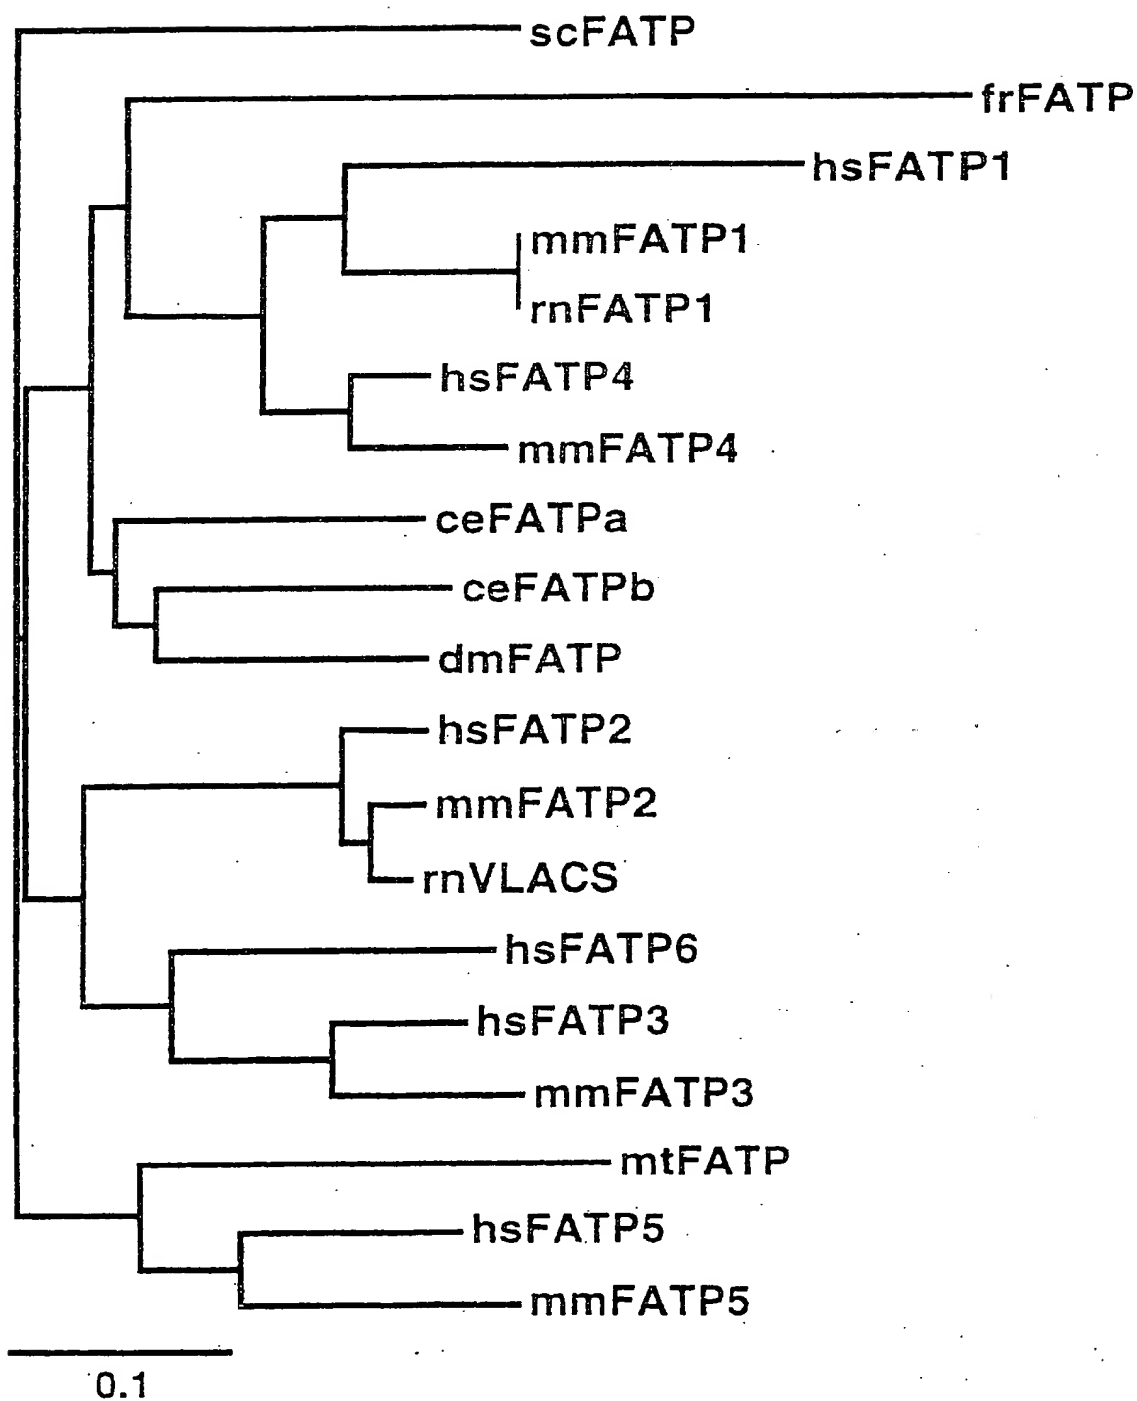 scFATP
frFATP
hsFATP1
mmFATP1
rnFATP1
hsFATP4
mmFATP4
ceFATPa
ceFATPb
dmFATP
hsFATP2
mmFATP2
rnVLACS
hsFATP6
hsFATP3
mmFATP3
mtFATP
hsFATP5
mmFATP5
0.1